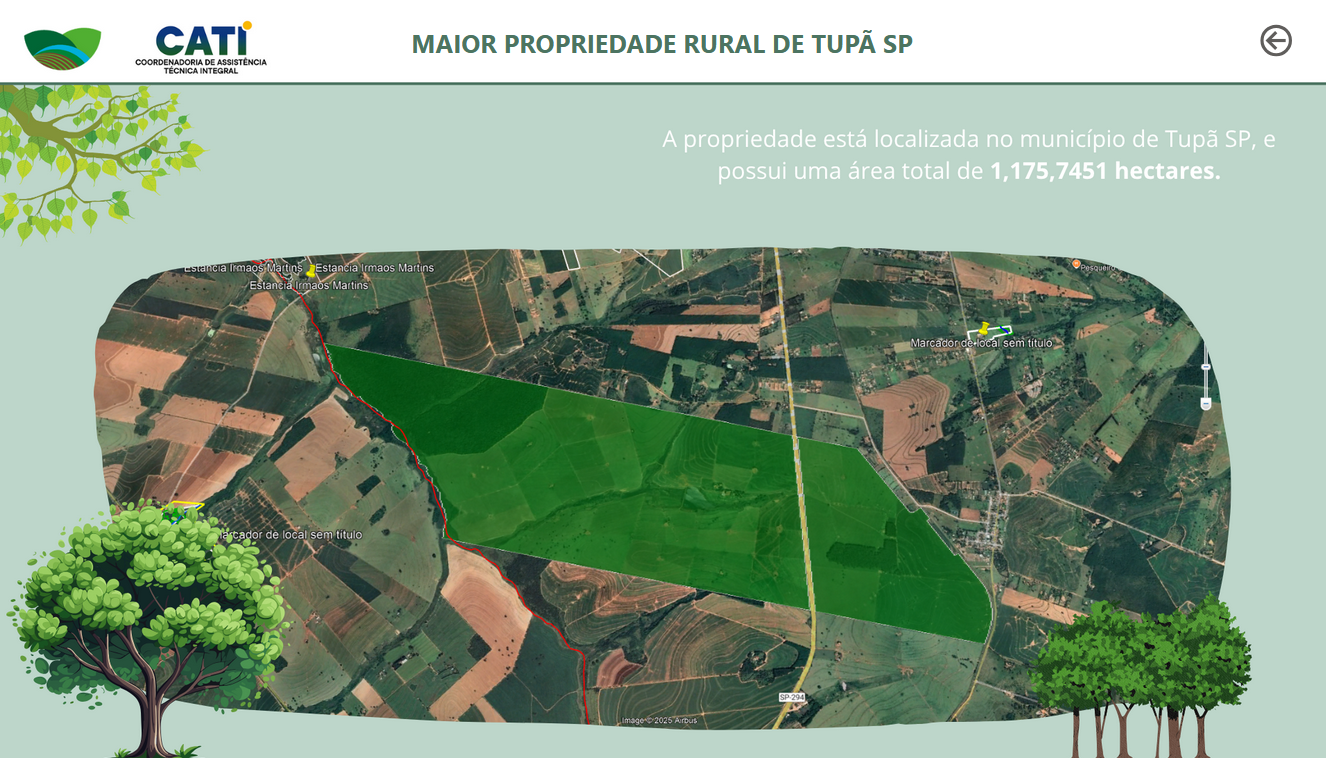 CATI
COORDENADORIA DE ASSISTÊNCIA
TÉCNICA INTEGRAL
MAIOR PROPRIEDADE RURAL DE TUPÃ SP
A propriedade está localizada no município de Tupã SP, e
possui uma área total de 1,175,7451 hectares.
Estancia Irmaos Martins
Estancia Irmaos Martins
Estancia Irmaos Martins
Pesqueiro
Marcador de local sem título
Marcador de local sem título
SP-294
Image © 2025 Airbus